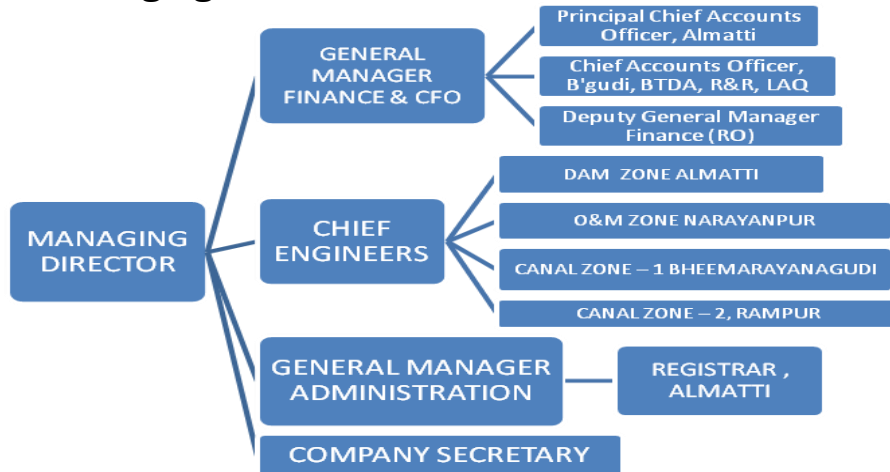 MANAGING
DIRECTOR
GENERAL
MANAGER
FINANCE & CFO
Principal Chief Accounts
Officer, Almatti
Chief Accounts Officer,
B'gudi, BTDA, R&R, LAQ
Deputy General Manager
Finance (RO)
CHIEF
ENGINEERS
DAM ZONE ALMATTI
O&M ZONE NARAYANPUR
CANAL ZONE – 1 BHEEMARAYANAGUDI
CANAL ZONE – 2, RAMPUR
GENERAL MANAGER
ADMINISTRATION
REGISTRAR ,
ALMATTI
COMPANY SECRETARY